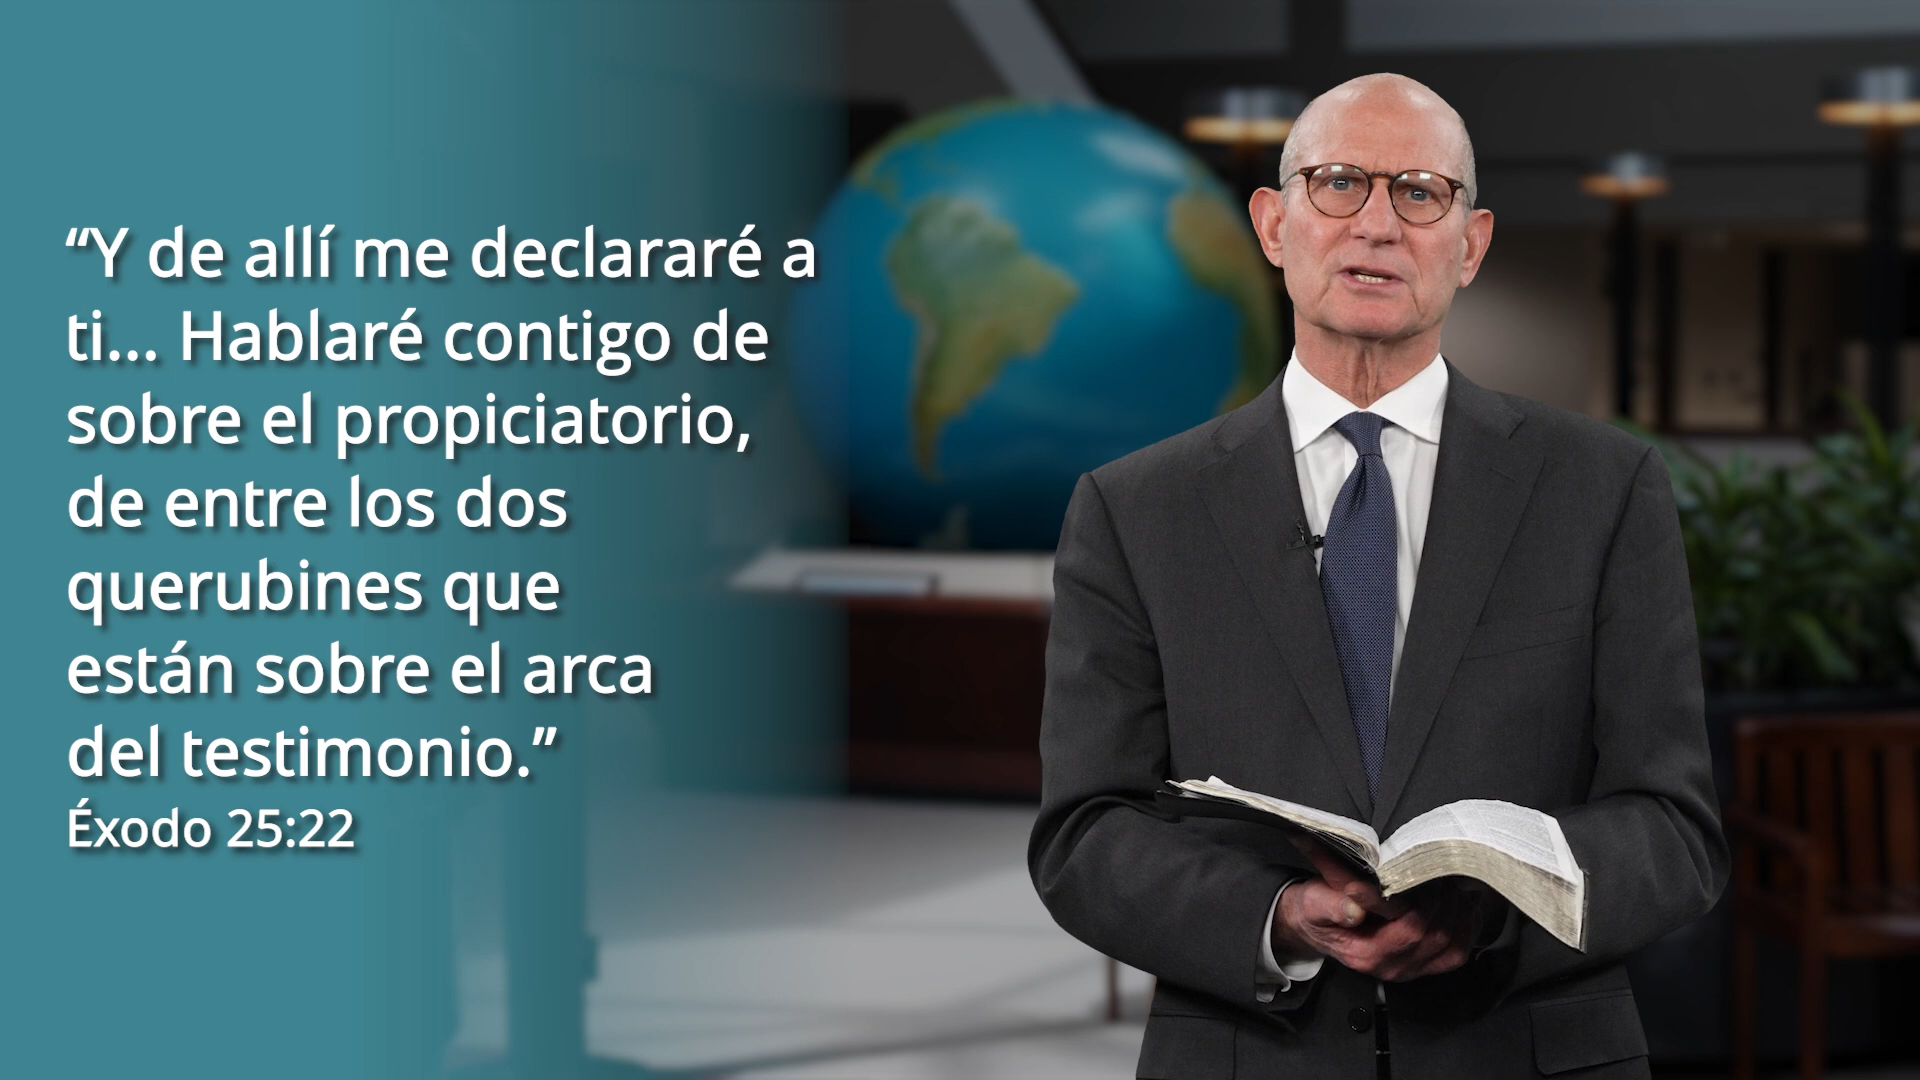 “Y de allí me declararé a
ti... Hablaré contigo de
sobre el propiciatorio,
de entre los dos
querubines que
están sobre el arca
del testimonio.”
Éxodo 25:22